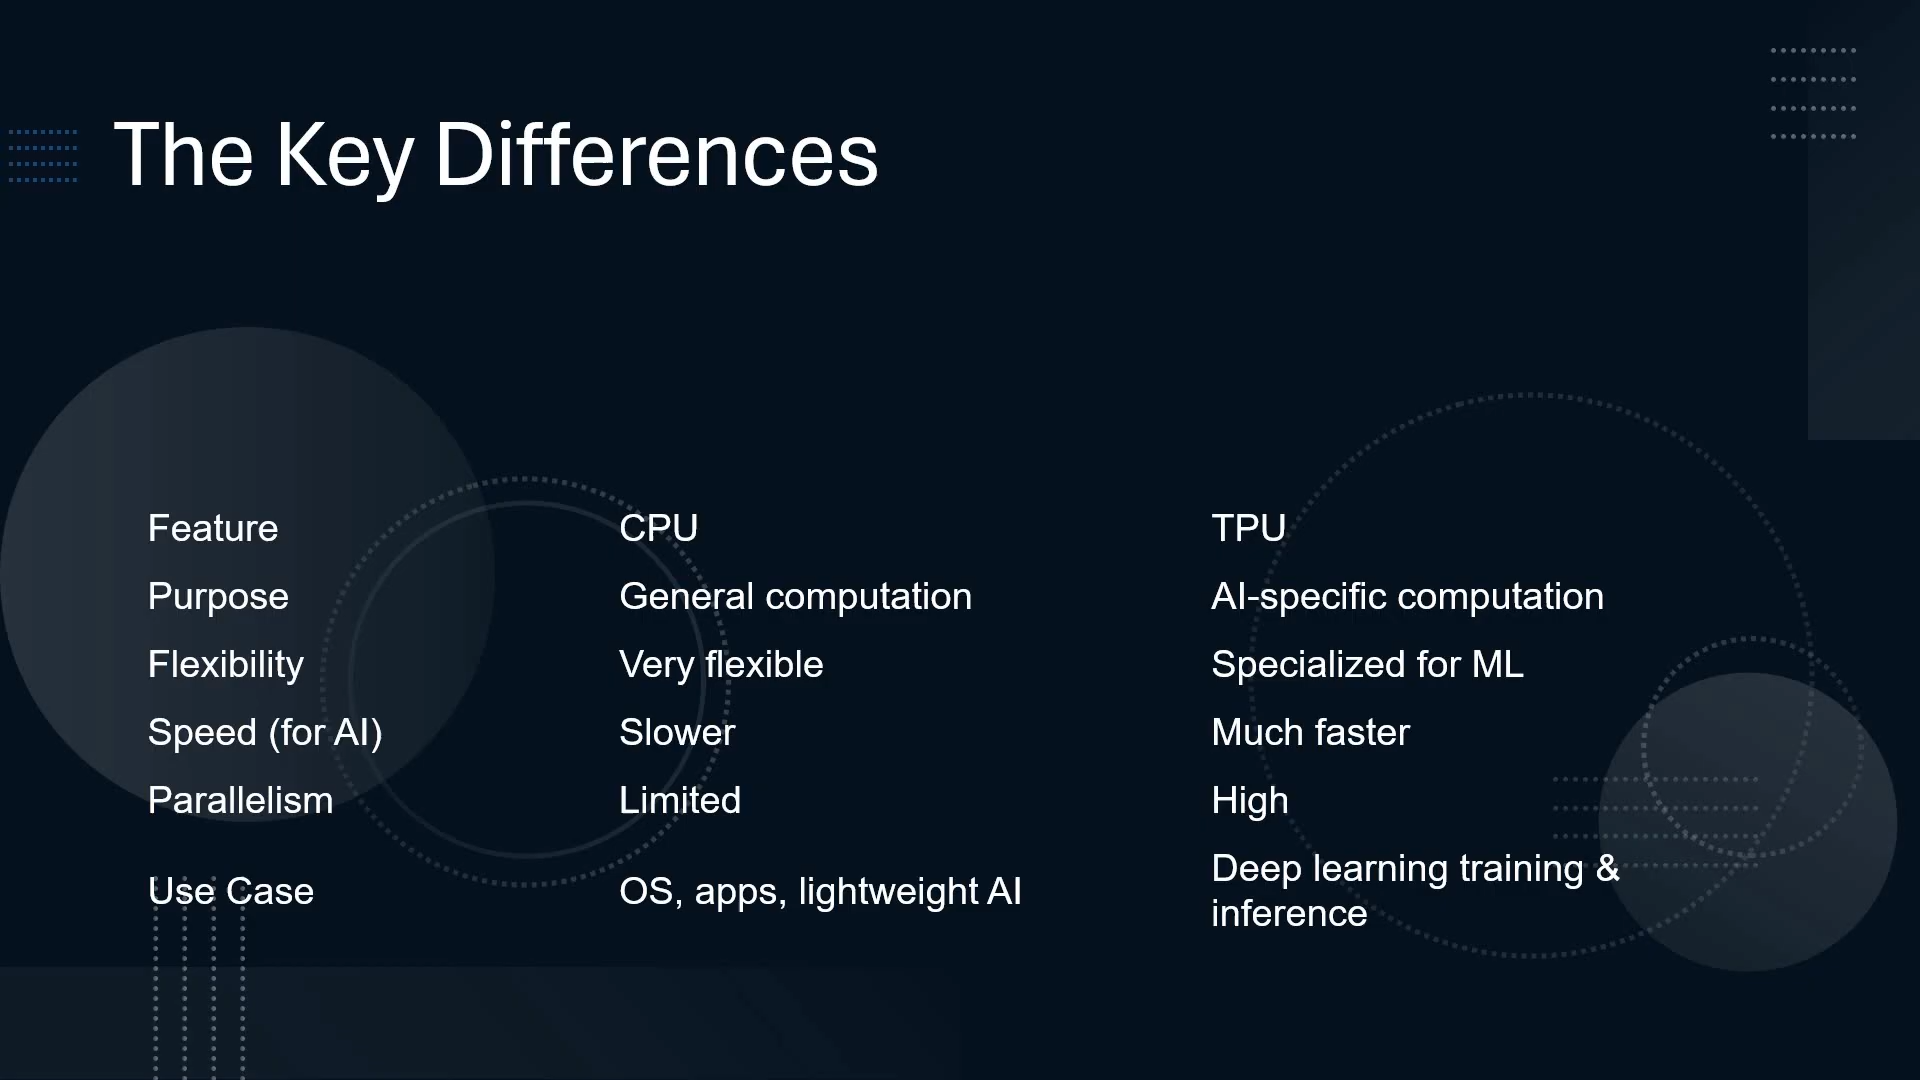 The Key Differences
Feature CPU TPU
Purpose General computation AI-specific computation
Flexibility Very flexible Specialized for ML
Speed (for AI) Slower Much faster
Parallelism Limited High
Use Case OS, apps, lightweight AI Deep learning training &
inference